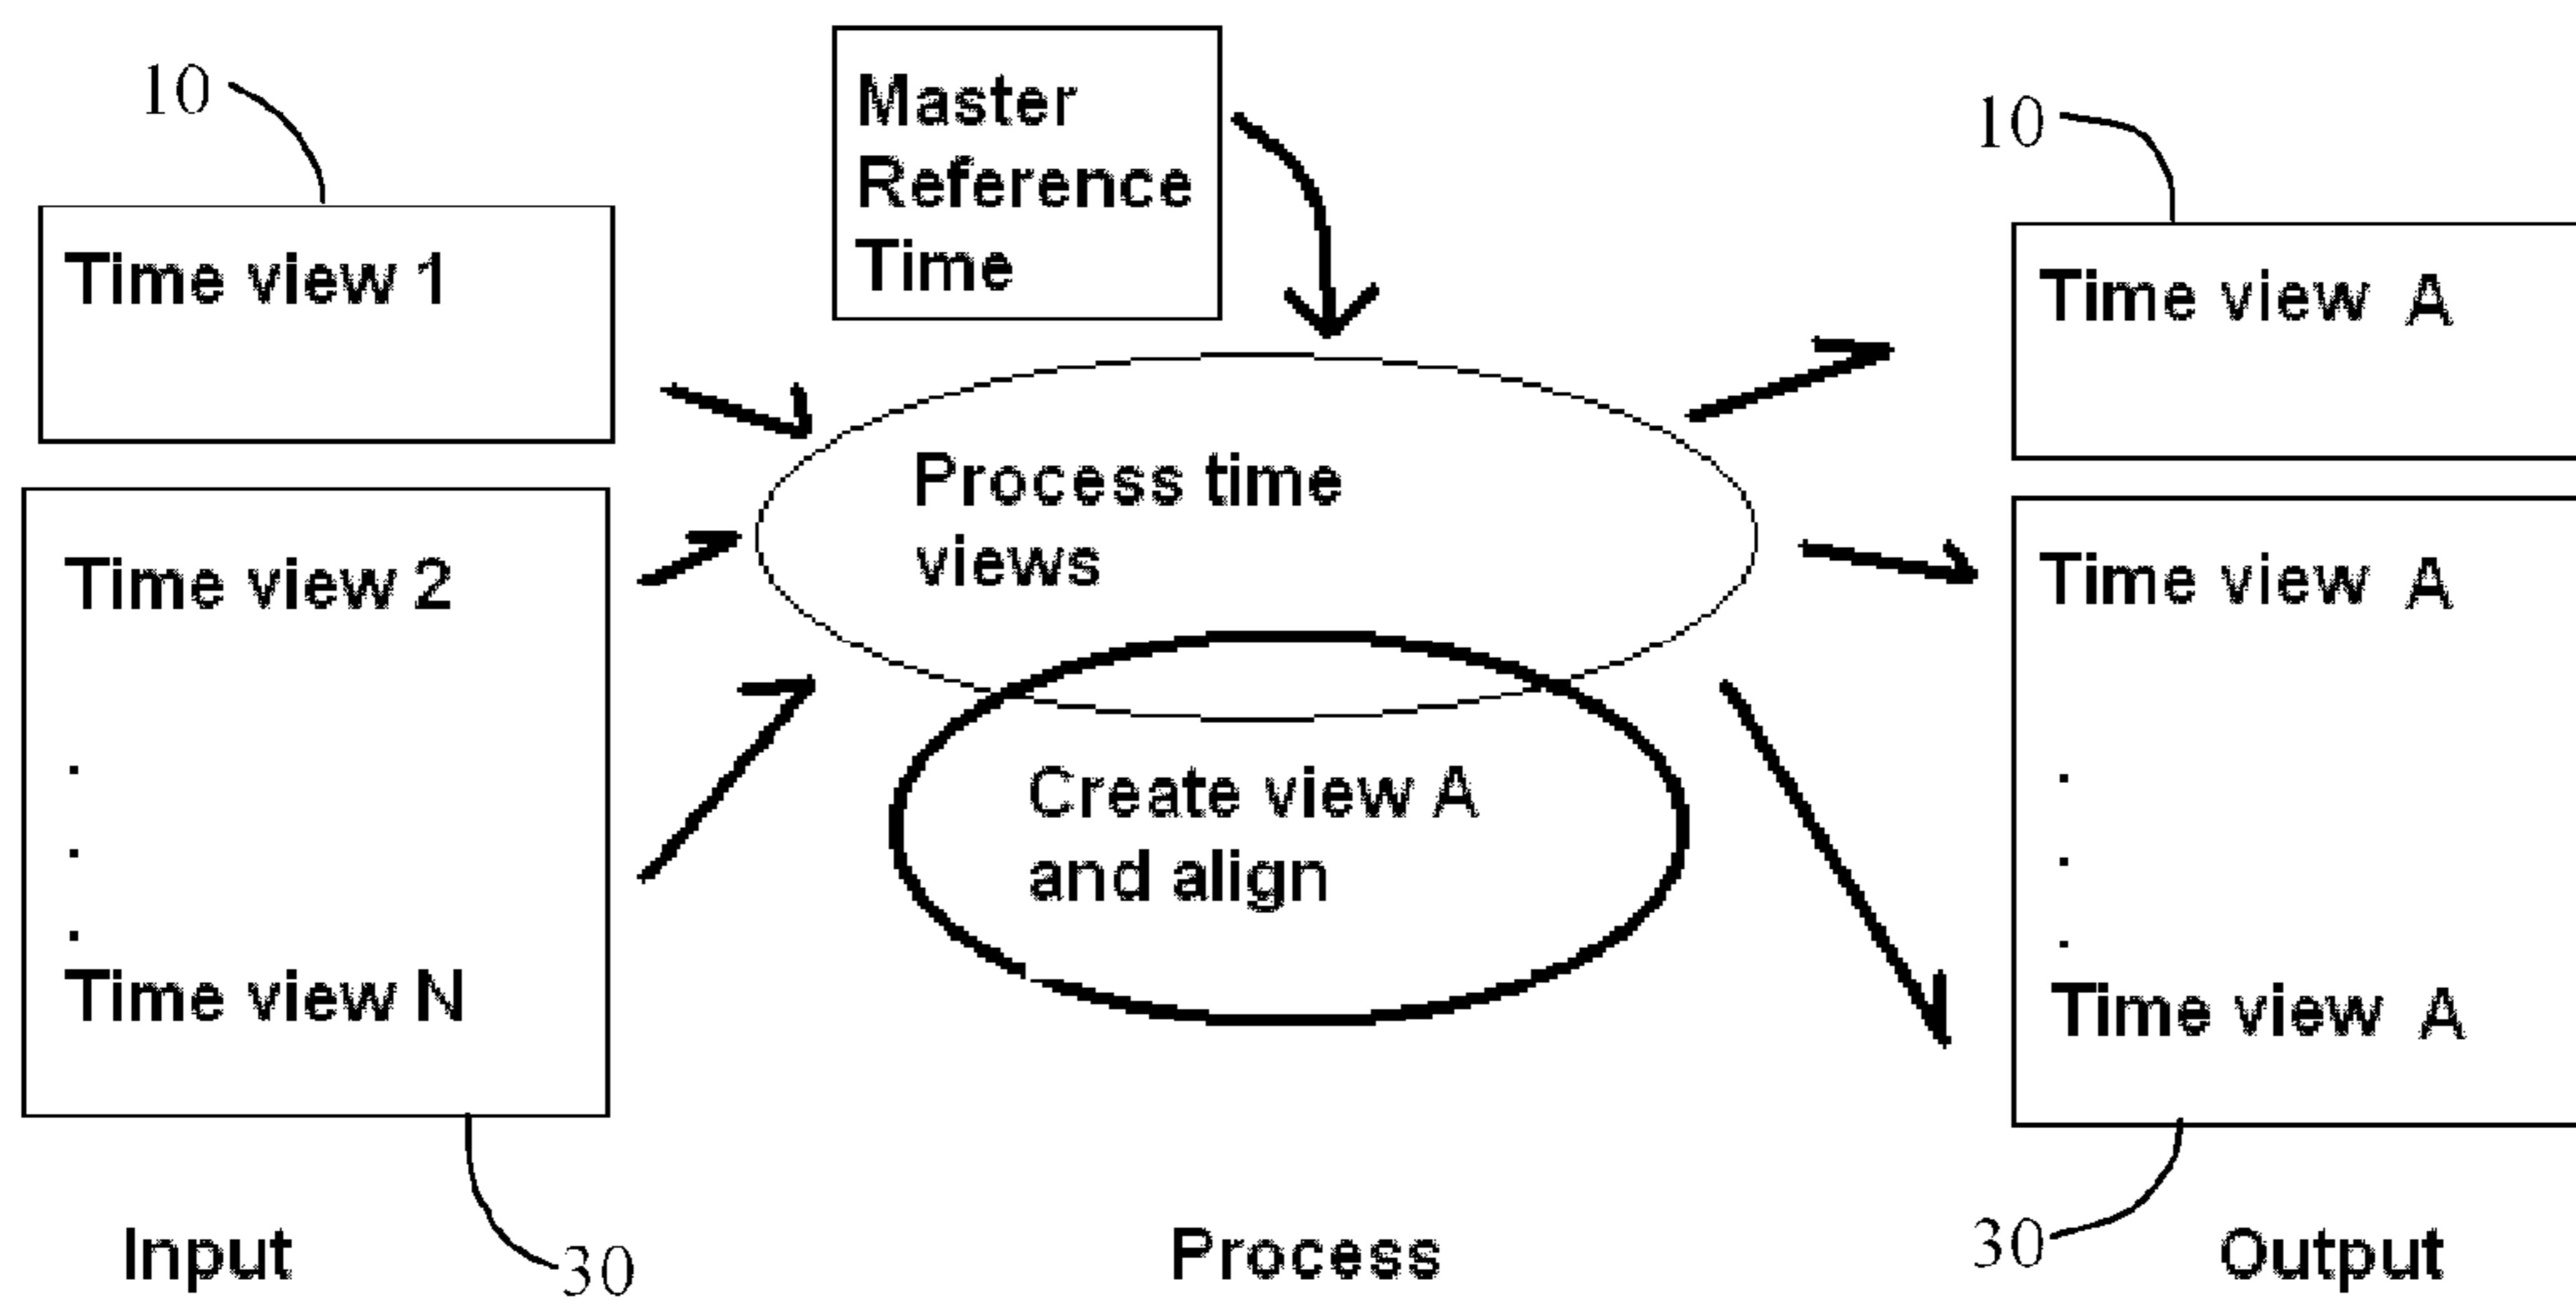 10
Time view 1
Time view 2
.
.
.
Time view N
30
Input
Master
Reference
Time
Process time
views
Create view A
and align
Process
10
Time view A
Time view A
.
.
.
Time view A
30
Output